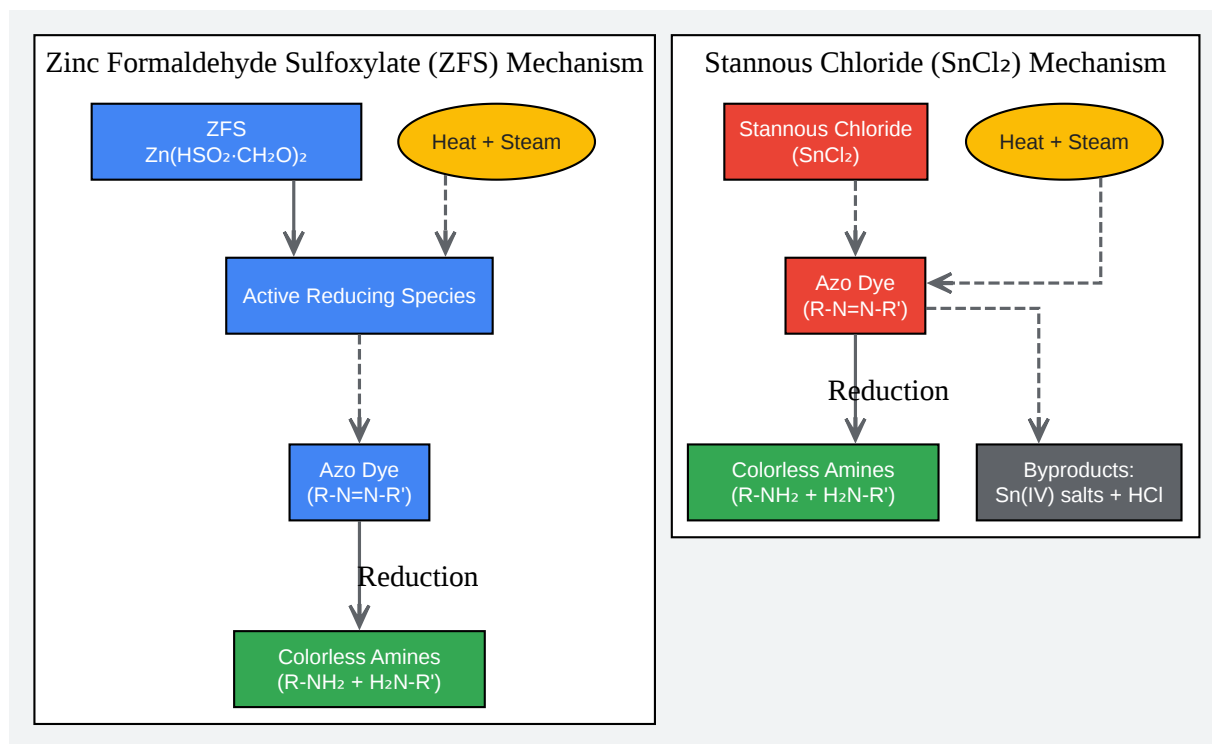 Zinc Formaldehyde Sulfoxylate (ZFS) Mechanism
ZFS
Zn(HSO₂·CH₂O)₂
Heat + Steam
Active Reducing Species
Azo Dye
(R-N=N-R')
Reduction
Colorless Amines
(R-NH₂ + H₂N-R')
Stannous Chloride (SnCl₂) Mechanism
Stannous Chloride
(SnCl₂)
Heat + Steam
Azo Dye
(R-N=N-R')
Reduction
Colorless Amines
(R-NH₂ + H₂N-R')
Byproducts:
Sn(IV) salts + HCl